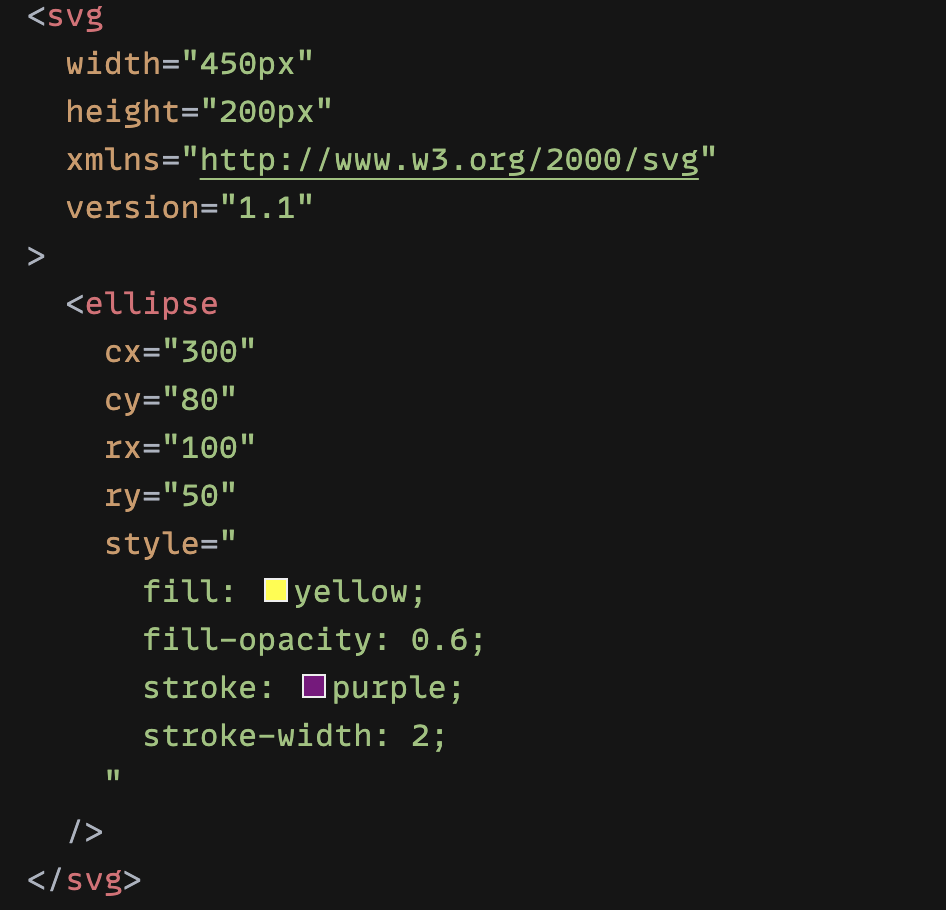 <svg
width="450px"
height="200px"
xmlns="http://www.w3.org/2000/svg"
version="1.1"
>
<ellipse
cx="300"
cy="80"
rx="100"
ry="50"
style="
fill: yellow;
fill-opacity: 0.6;
stroke: purple;
stroke-width: 2;
"
/>
</svg>